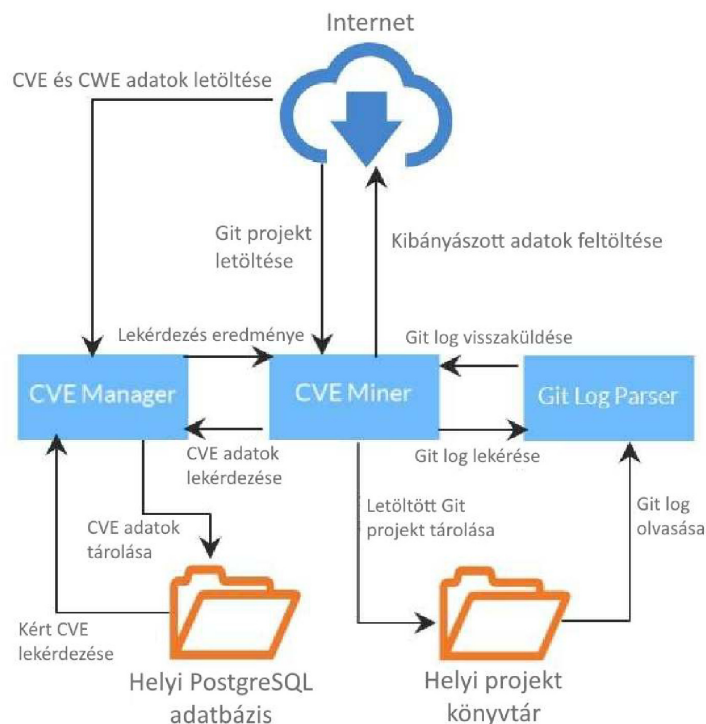 Internet
CVE és CWE adatok letöltése
Git projekt
letöltése
Kibányászott adatok feltöltése
Lekérdezés eredménye
Git log visszaküldése
CVE Manager
CVE Miner
Git Log Parser
CVE adatok
lekérdezése
Git log lekérése
CVE adatok
tárolása
Letöltött Git
projekt tárolása
Git log
olvasása
Kért CVE
lekérdezése
Helyi PostgreSQL
adatbázis
Helyi projekt
könyvtár